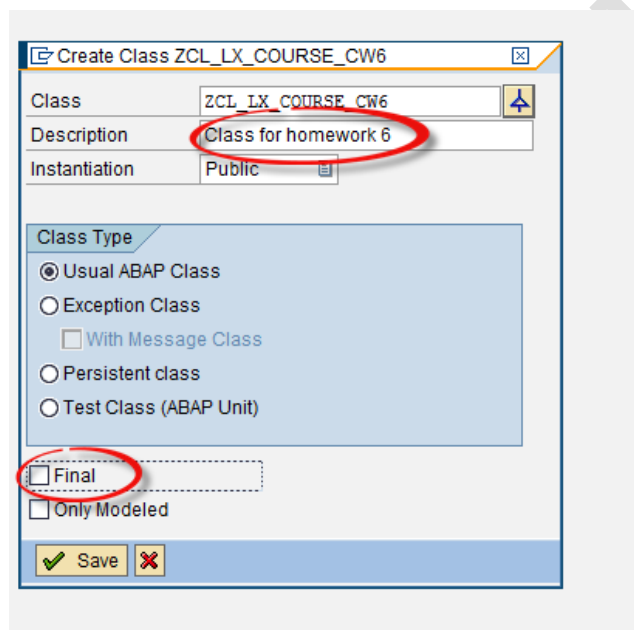 Create Class ZCL_LX_COURSE_CW6
Class ZCL_LX_COURSE_CW6
Description Class for homework 6
Instantiation Public
Class Type
Usual ABAP Class
Exception Class
With Message Class
Persistent class
Test Class (ABAP Unit)
Final
Only Modeled
Save